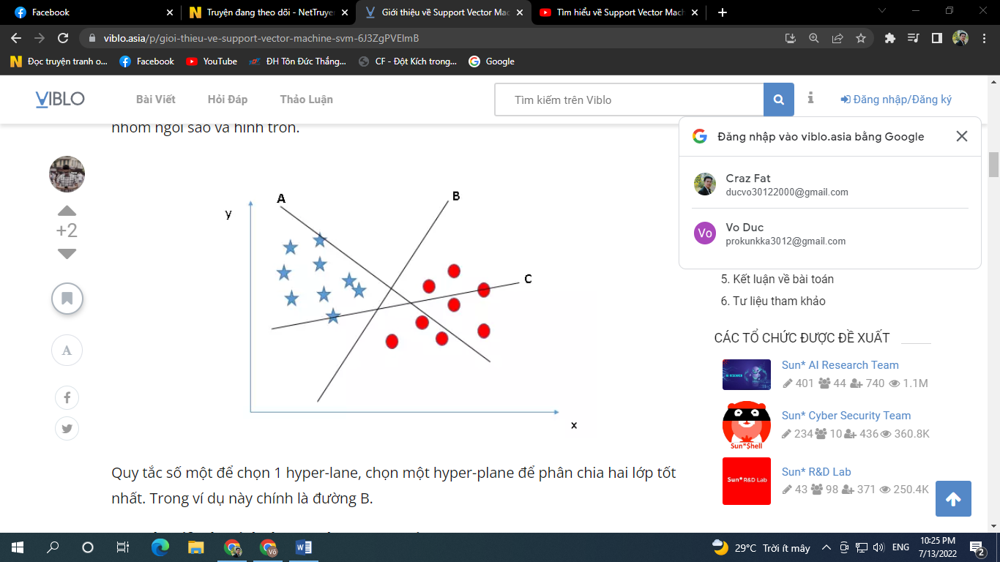 Facebook
Truyện đang theo dõi - NetTruyen
Giới thiệu về Support Vector Mac
Tìm hiểu về Support Vector Mach
viblo.asia/p/gioi-thieu-ve-support-vector-machine-svm-6J3ZgPVElmB
Đọc truyện tranh o...
Facebook
YouTube
ĐH Tôn Đức Thắng...
CF - Đột Kích trong...
Google
VIBLO
Bài Viết
Hỏi Đáp
Thảo Luận
Tìm kiếm trên Viblo
Đăng nhập/Đăng ký
nhóm ngôi sao và hình tròn.
Đăng nhập vào viblo.asia bằng Google
Craz Fat
ducvo30122000@gmail.com
Vo
Vo Duc
prokunkka3012@gmail.com
+2
A
y
A
B
C
x
5. Kết luận về bài toán
6. Tư liệu tham khảo
CÁC TỔ CHỨC ĐƯỢC ĐỀ XUẤT
Sun* AI Research Team
401 44 740 1.1M
Sun* Cyber Security Team
234 10 436 360.8K
Sun*$hell
Sun* R&D Lab
Sun* R&D Lab
43 98 371 250.4K
Quy tắc số một để chọn 1 hyper-lane, chọn một hyper-plane để phân chia hai lớp tốt
nhất. Trong ví dụ này chính là đường B.
29°C Trời ít mây
ENG
10:25 PM
7/13/2022
2